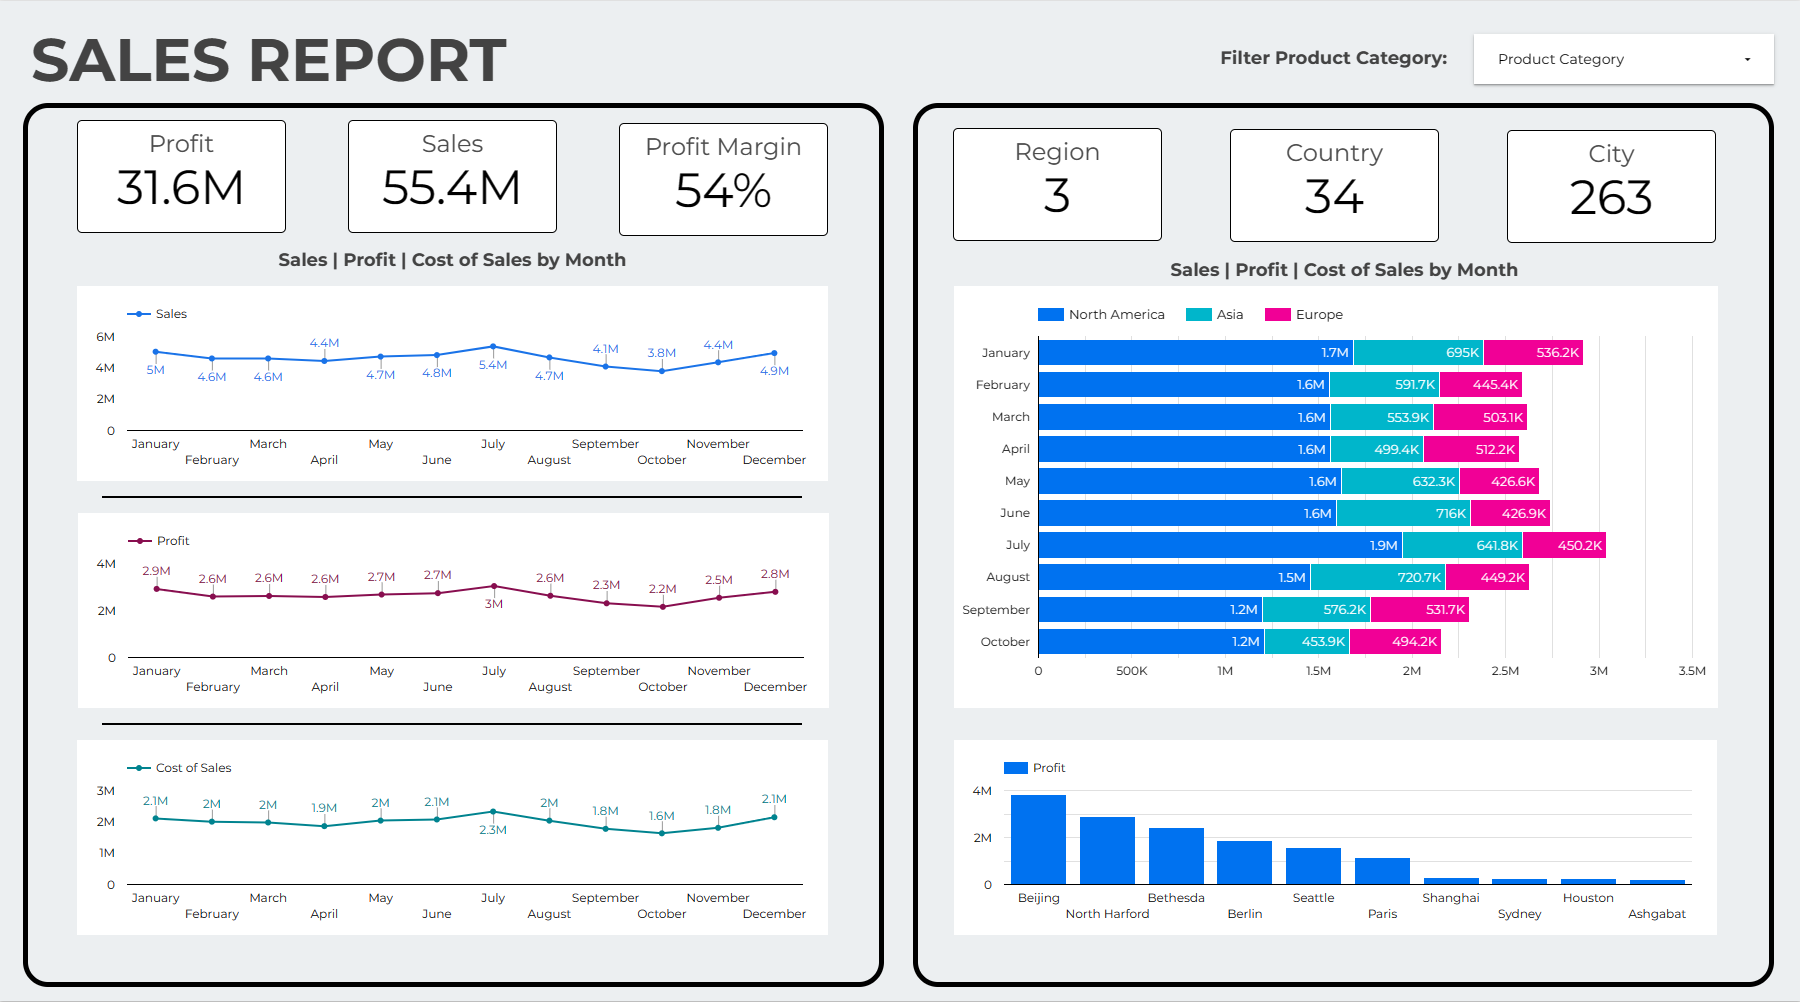 SALES REPORT
Filter Product Category:
Product Category
Profit
31.6M
Sales
55.4M
Profit Margin
54%
Sales | Profit | Cost of Sales by Month
Sales
6M
4M
2M
0
5M
4.6M
4.6M
4.4M
4.7M
4.8M
5.4M
4.7M
4.1M
3.8M
4.4M
4.9M
January
February
March
April
May
June
July
August
September
October
November
December
Profit
4M
2M
0
2.9M
2.6M
2.6M
2.6M
2.7M
2.7M
3M
2.6M
2.3M
2.2M
2.5M
2.8M
January
February
March
April
May
June
July
August
September
October
November
December
Cost of Sales
3M
2M
1M
0
2.1M
2M
2M
1.9M
2M
2.1M
2.3M
2M
1.8M
1.6M
1.8M
2.1M
January
February
March
April
May
June
July
August
September
October
November
December
Region
3
Country
34
City
263
Sales | Profit | Cost of Sales by Month
North America Asia Europe
January 1.7M 695K 536.2K
February 1.6M 591.7K 445.4K
March 1.6M 553.9K 503.1K
April 1.6M 499.4K 512.2K
May 1.6M 632.3K 426.6K
June 1.6M 716K 426.9K
July 1.9M 641.8K 450.2K
August 1.5M 720.7K 449.2K
September 1.2M 576.2K 531.7K
October 1.2M 453.9K 494.2K
0 500K 1M 1.5M 2M 2.5M 3M 3.5M
Profit
4M
2M
0
Beijing
North Harford
Bethesda
Berlin
Seattle
Paris
Shanghai
Sydney
Houston
Ashgabat